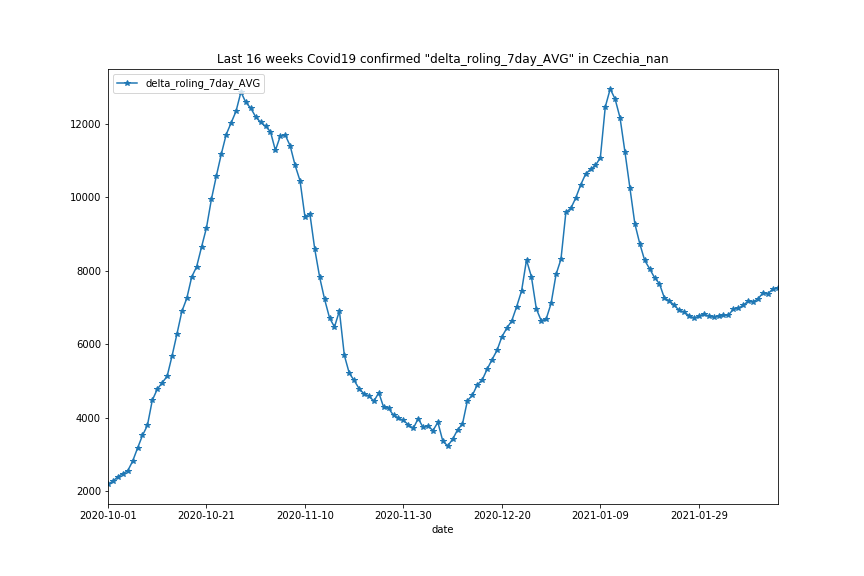 Last 16 weeks Covid19 confirmed "delta_roling_7day_AVG" in Czechia_nan
delta_roling_7day_AVG
12000
10000
8000
6000
4000
2000
2020-10-01 2020-10-21 2020-11-10 2020-11-30 2020-12-20 2021-01-09 2021-01-29
date